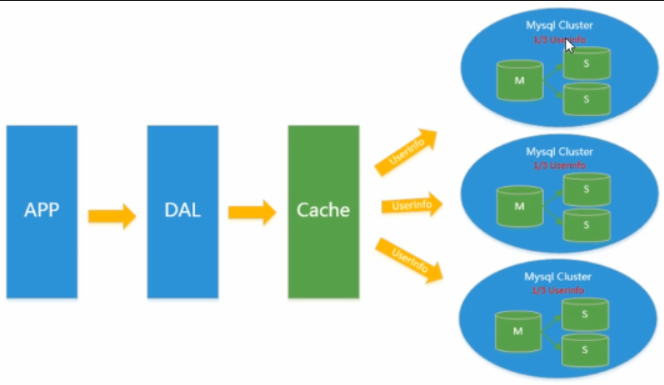 APP
DAL
Cache
Userinfo
Userinfo
Userinfo
Mysql Cluster
1/3 Userinfo
M
S
S
Mysql Cluster
1/3 Userinfo
M
S
S
Mysql Cluster
1/3 Userinfo
M
S
S